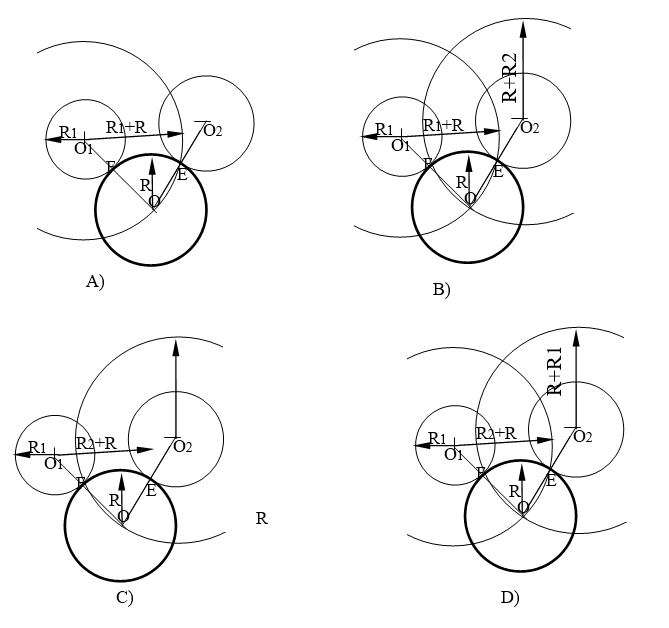 R1
R1+R
O1
O2
F
E
R
O
A)
R+R2
R1
R1+R
O1
O2
F
E
R
O
B)
R1
R2+R
O1
O2
F
E
R
O
R
C)
R+R1
R1
R2+R
O1
O2
F
E
R
O
D)